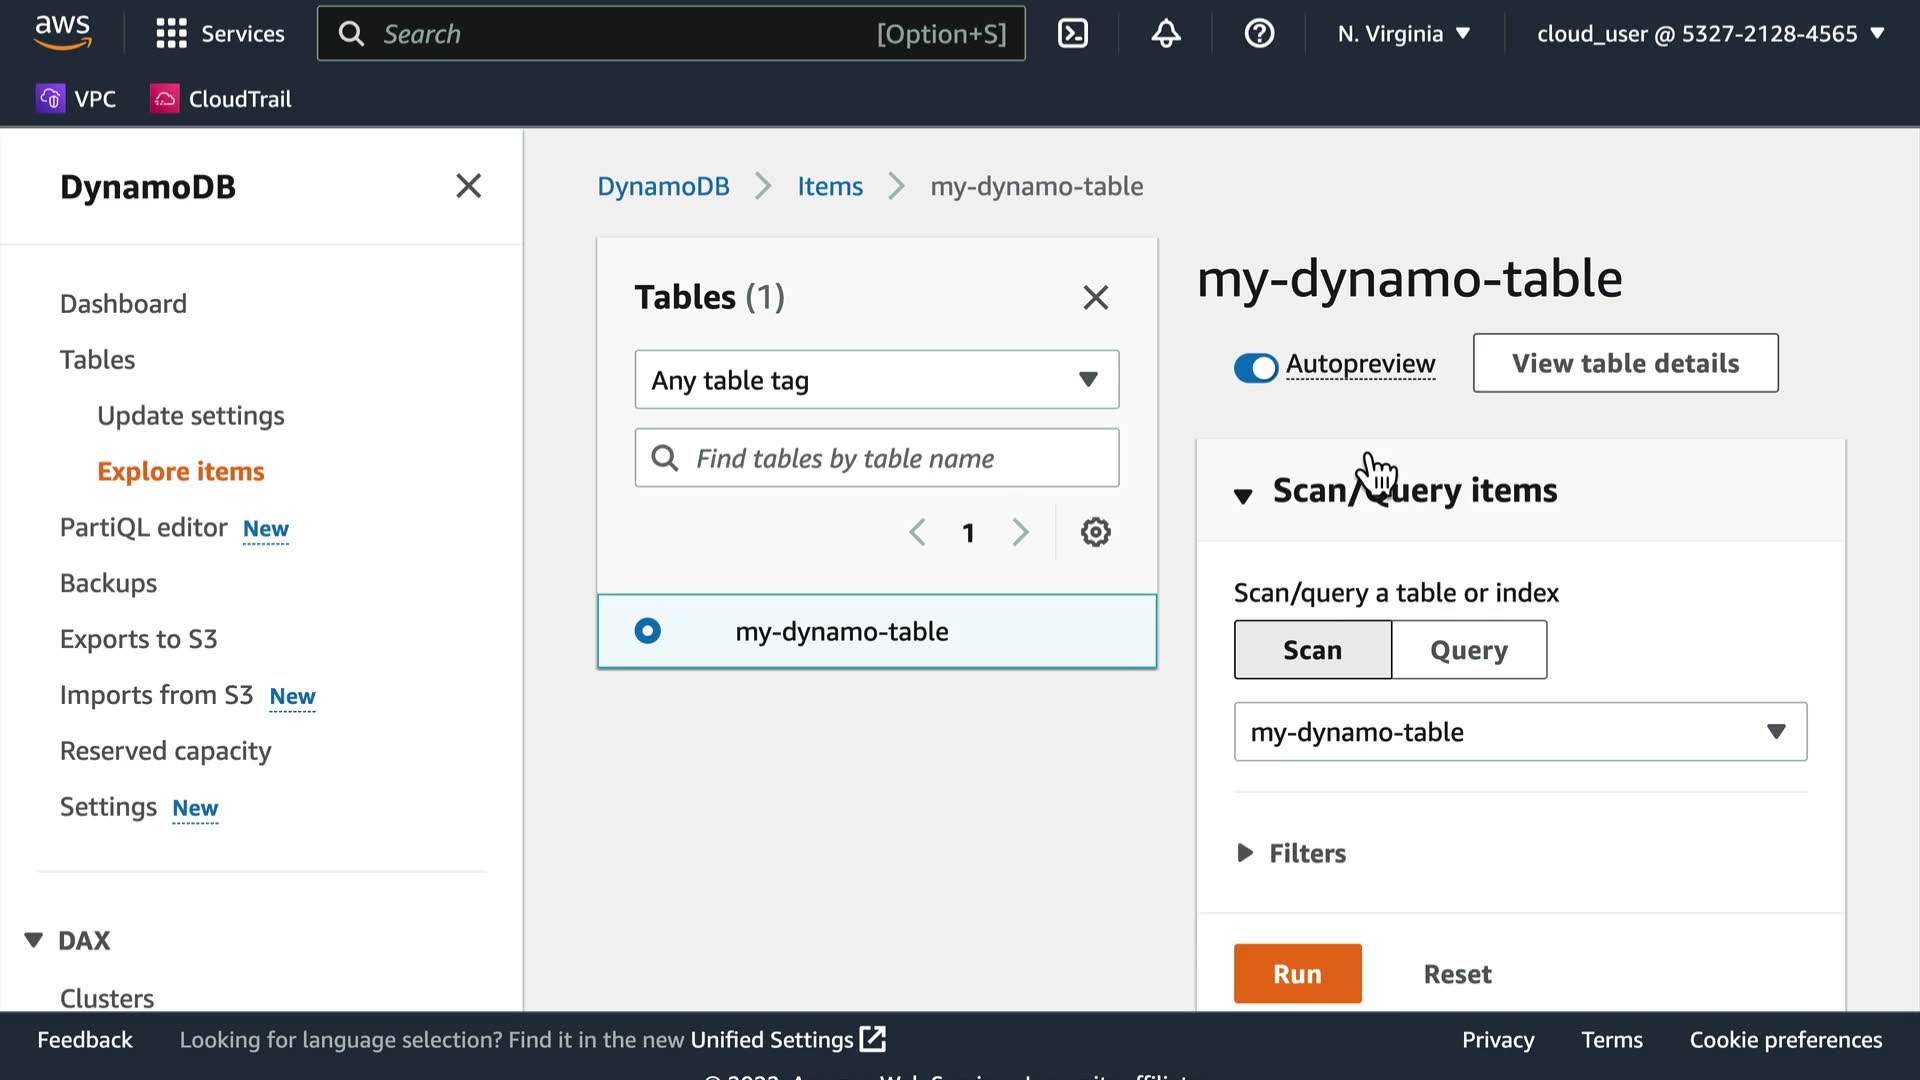 aws
Services
Search
[Option+S]
N. Virginia
cloud_user @ 5327-2128-4565
VPC
CloudTrail
DynamoDB
Dashboard
Tables
Update settings
Explore items
PartiQL editor New
Backups
Exports to S3
Imports from S3 New
Reserved capacity
Settings New
DAX
Clusters
DynamoDB
Items
my-dynamo-table
Tables (1)
Any table tag
Find tables by table name
1
my-dynamo-table
my-dynamo-table
Autopreview
View table details
Scan/Query items
Scan/query a table or index
Scan
Query
my-dynamo-table
Filters
Run
Reset
Feedback
Looking for language selection? Find it in the new Unified Settings
Privacy
Terms
Cookie preferences